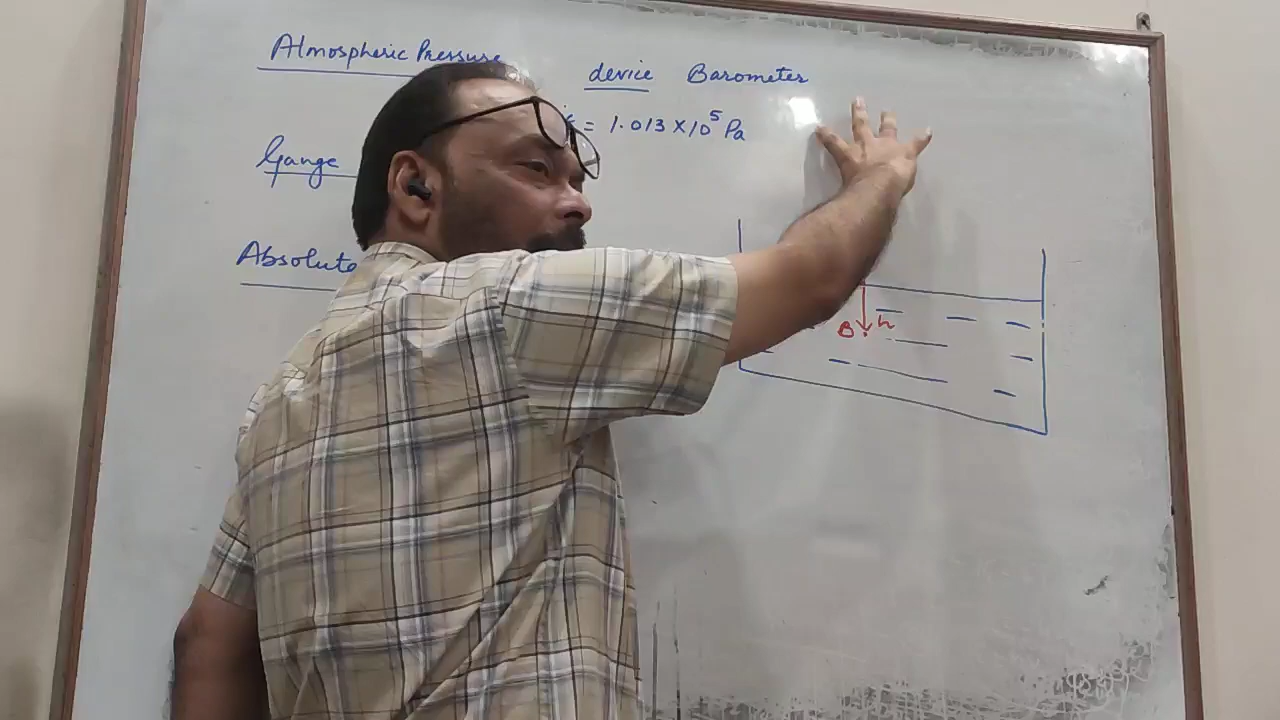 Atmospheric Pressure
device Barometer
= 1.013 × 10⁵ Pa
Gauge
Absolute
B h